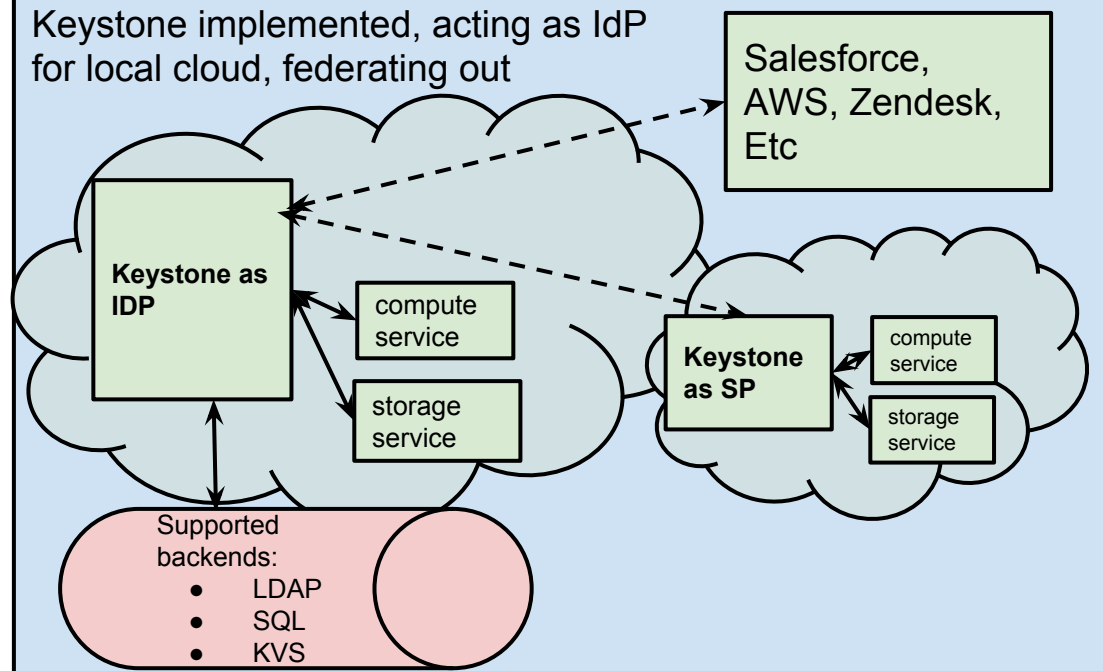 Keystone implemented, acting as IdP
for local cloud, federating out
Salesforce,
AWS, Zendesk,
Etc
Keystone as
IDP
compute
service
storage
service
Keystone
as SP
compute
service
storage
service
Supported
backends:
● LDAP
● SQL
● KVS